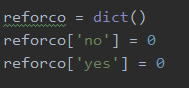 reforco = dict()
reforco['no'] = 0
reforco['yes'] = 0